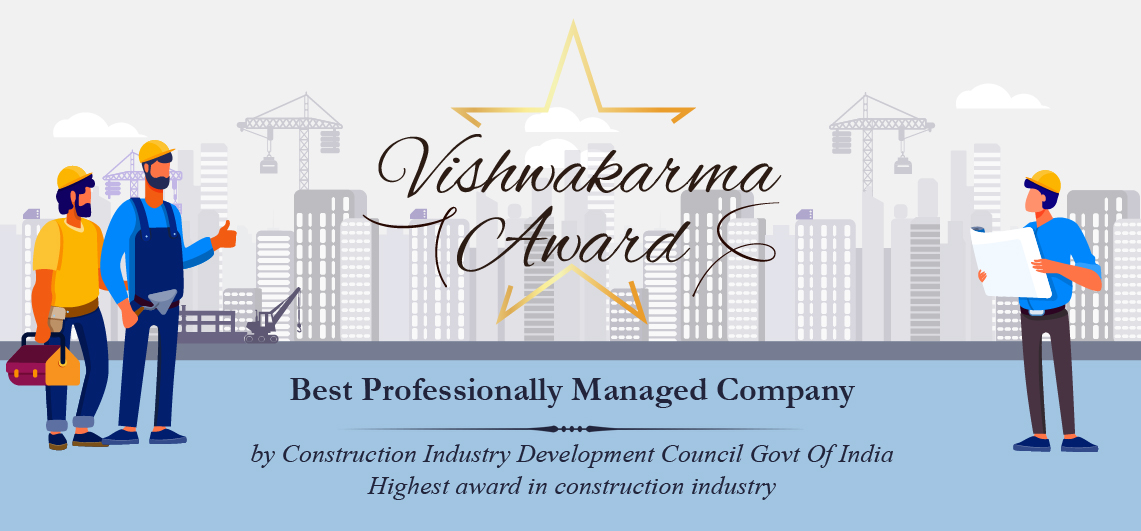 Vishwakarma
Award
Best Professionally Managed Company
by Construction Industry Development Council Govt Of India
Highest award in construction industry